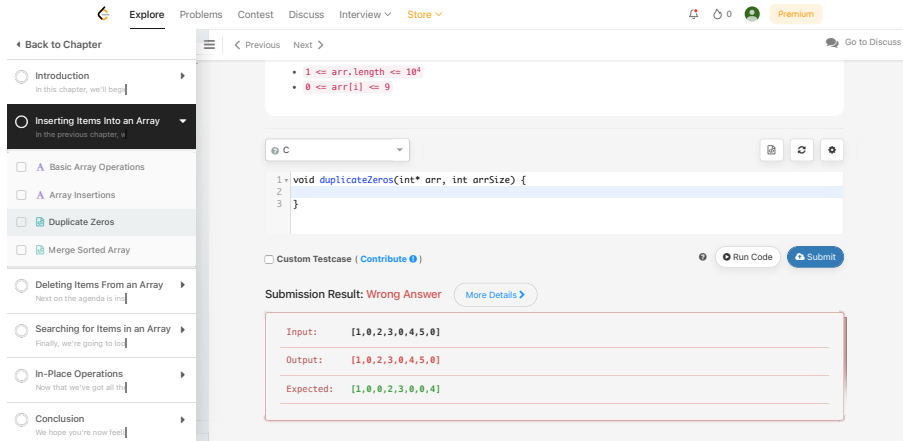 Explore Problems Contest Discuss Interview Store 0 Premium
Back to Chapter
Previous Next Go to Discuss
Introduction
In this chapter, we'll begi
Inserting Items Into an Array
In the previous chapter, w
A Basic Array Operations
A Array Insertions
Duplicate Zeros
Merge Sorted Array
Deleting Items From an Array
Next on the agenda is ins
Searching for Items in an Array
Finally, we're going to loo
In-Place Operations
Now that we've got all th
Conclusion
We hope you're now feeli
1 <= arr.length <= 10⁴
0 <= arr[i] <= 9
C
1 void duplicateZeros(int* arr, int arrSize) {
2
3 }
Custom Testcase ( Contribute )
Run Code Submit
Submission Result: Wrong Answer More Details
Input: [1,0,2,3,0,4,5,0]
Output: [1,0,2,3,0,4,5,0]
Expected: [1,0,0,2,3,0,0,4]